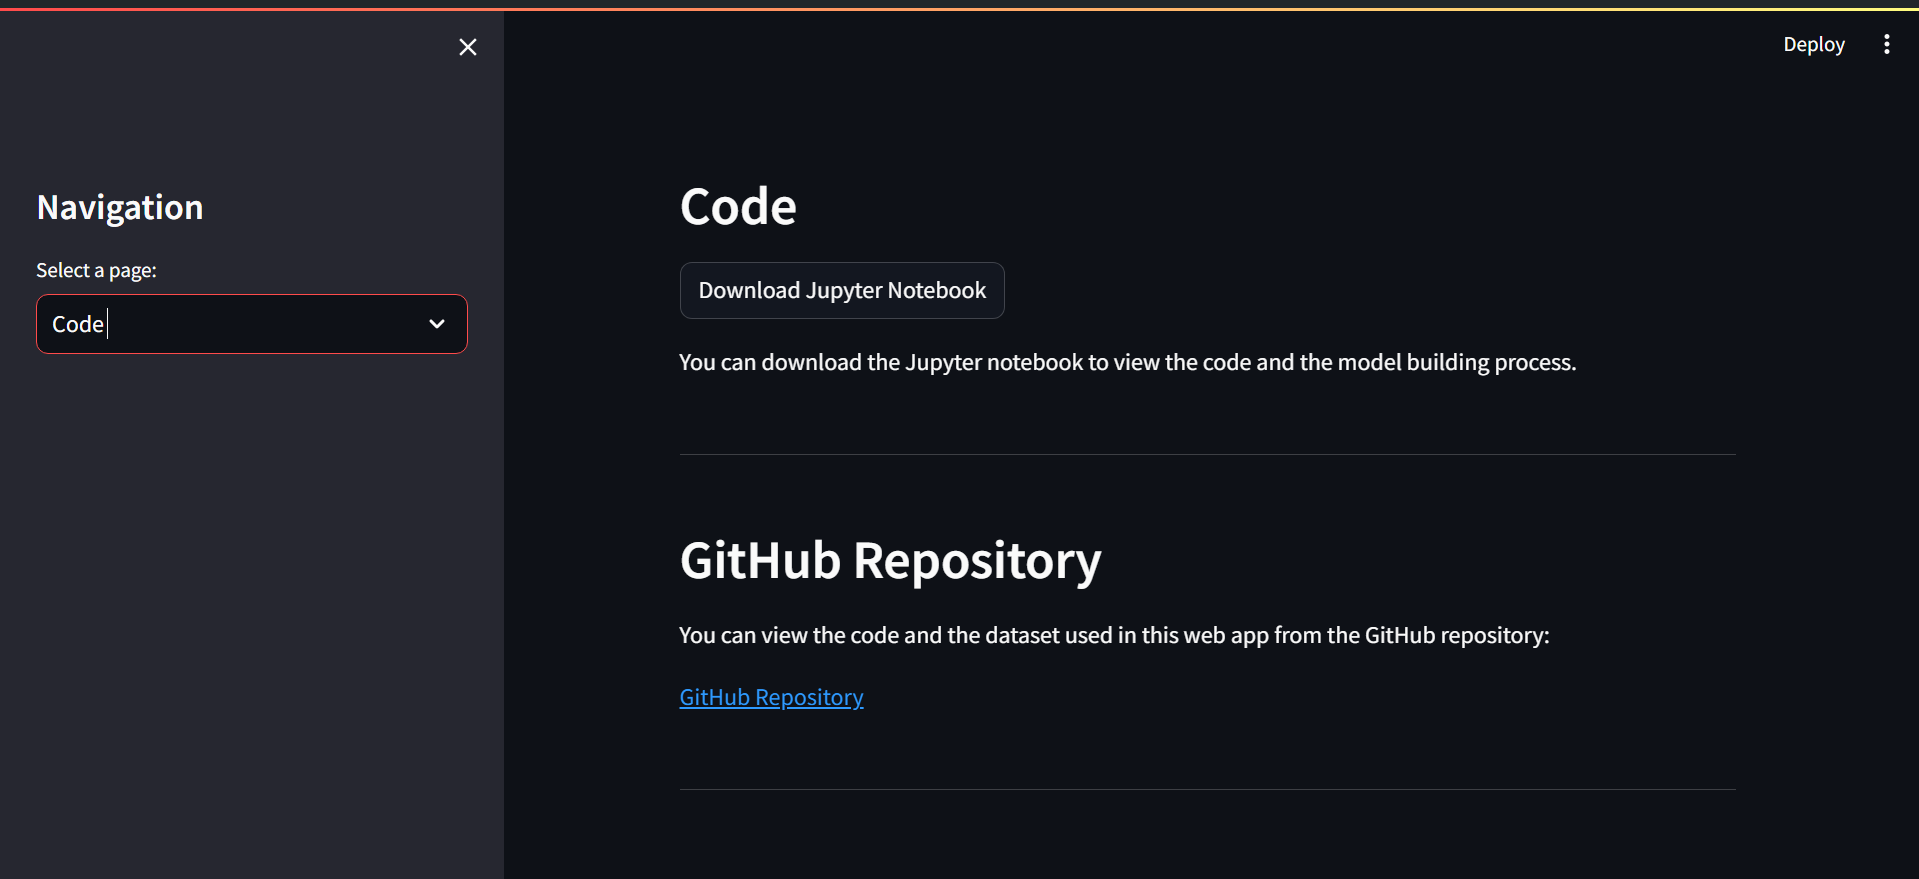 Deploy
Navigation
Select a page:
Code
Code
Download Jupyter Notebook
You can download the Jupyter notebook to view the code and the model building process.
GitHub Repository
You can view the code and the dataset used in this web app from the GitHub repository:
GitHub Repository